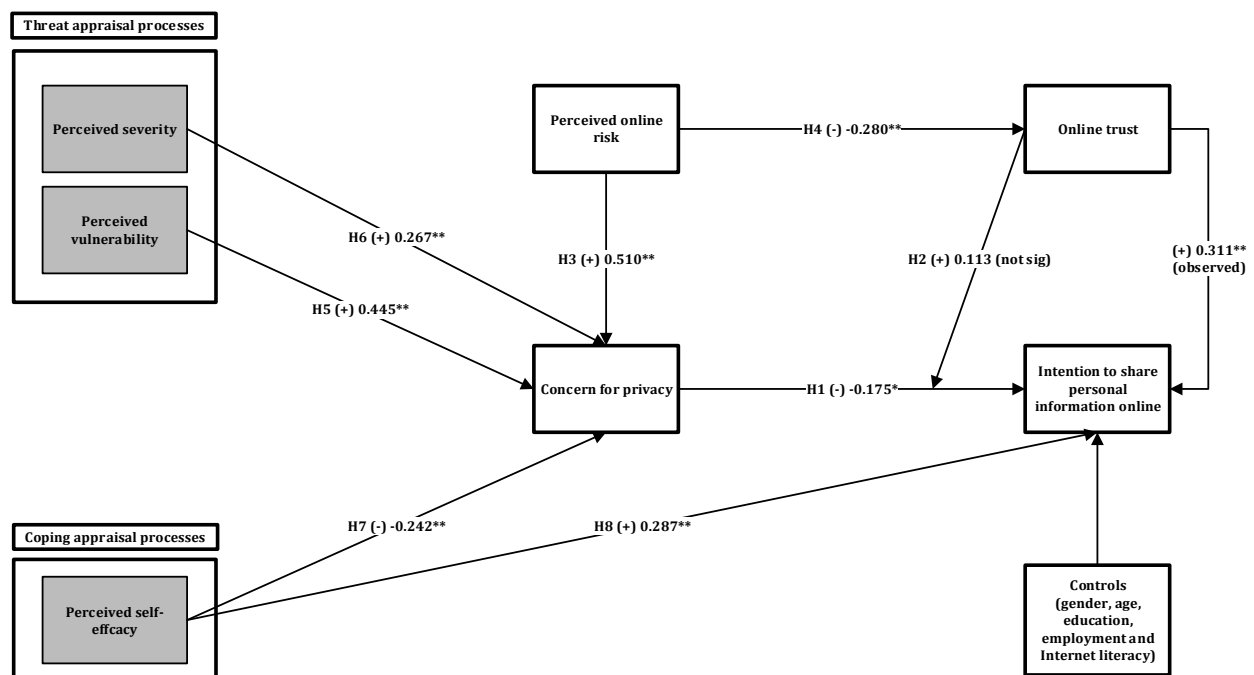 Threat appraisal processes
Perceived severity
Perceived
vulnerability
Perceived online
risk
H4 (-) -0.280**
Online trust
H6 (+) 0.267**
H3 (+) 0.510**
H2 (+) 0.113 (not sig)
(+) 0.311**
(observed)
H5 (+) 0.445**
Concern for privacy
H1 (-) -0.175*
Intention to share
personal
information online
H7 (-) -0.242**
H8 (+) 0.287**
Coping appraisal processes
Perceived self-
effcacy
Controls
(gender, age,
education,
employment and
Internet literacy)